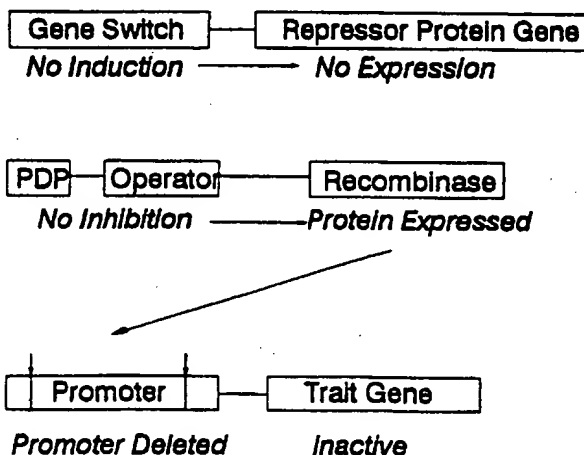 Gene Switch Repressor Protein Gene
No Induction No Expression
PDP Operator Recombinase
No Inhibition Protein Expressed
Promoter Trait Gene
Promoter Deleted Inactive